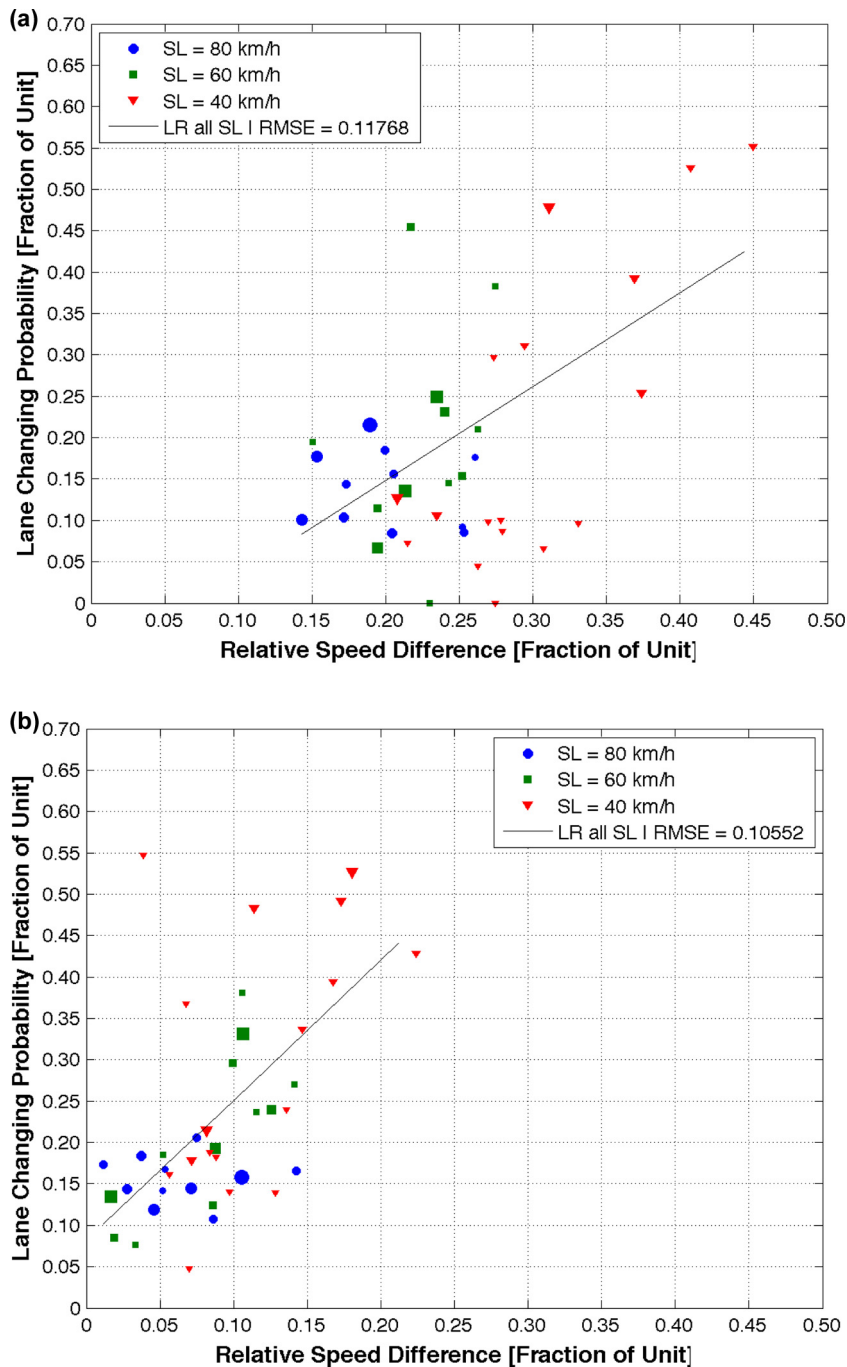 (a)
0.70
0.65
0.60
0.55
0.50
0.45
0.40
0.35
0.30
0.25
0.20
0.15
0.10
0.05
0
Lane Changing Probability [Fraction of Unit]
SL = 80 km/h
SL = 60 km/h
SL = 40 km/h
LR all SL | RMSE = 0.11768
0 0.05 0.10 0.15 0.20 0.25 0.30 0.35 0.40 0.45 0.50
Relative Speed Difference [Fraction of Unit]
(b)
0.70
0.65
0.60
0.55
0.50
0.45
0.40
0.35
0.30
0.25
0.20
0.15
0.10
0.05
0
Lane Changing Probability [Fraction of Unit]
SL = 80 km/h
SL = 60 km/h
SL = 40 km/h
LR all SL | RMSE = 0.10552
0 0.05 0.10 0.15 0.20 0.25 0.30 0.35 0.40 0.45 0.50
Relative Speed Difference [Fraction of Unit]